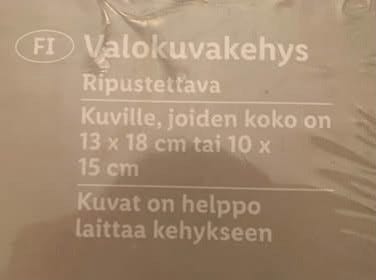 FI Valokuvakehys
Ripustettava
Kuville, joiden koko on
13 x 18 cm tai 10 x
15 cm
Kuvat on helppo
laittaa kehykseen